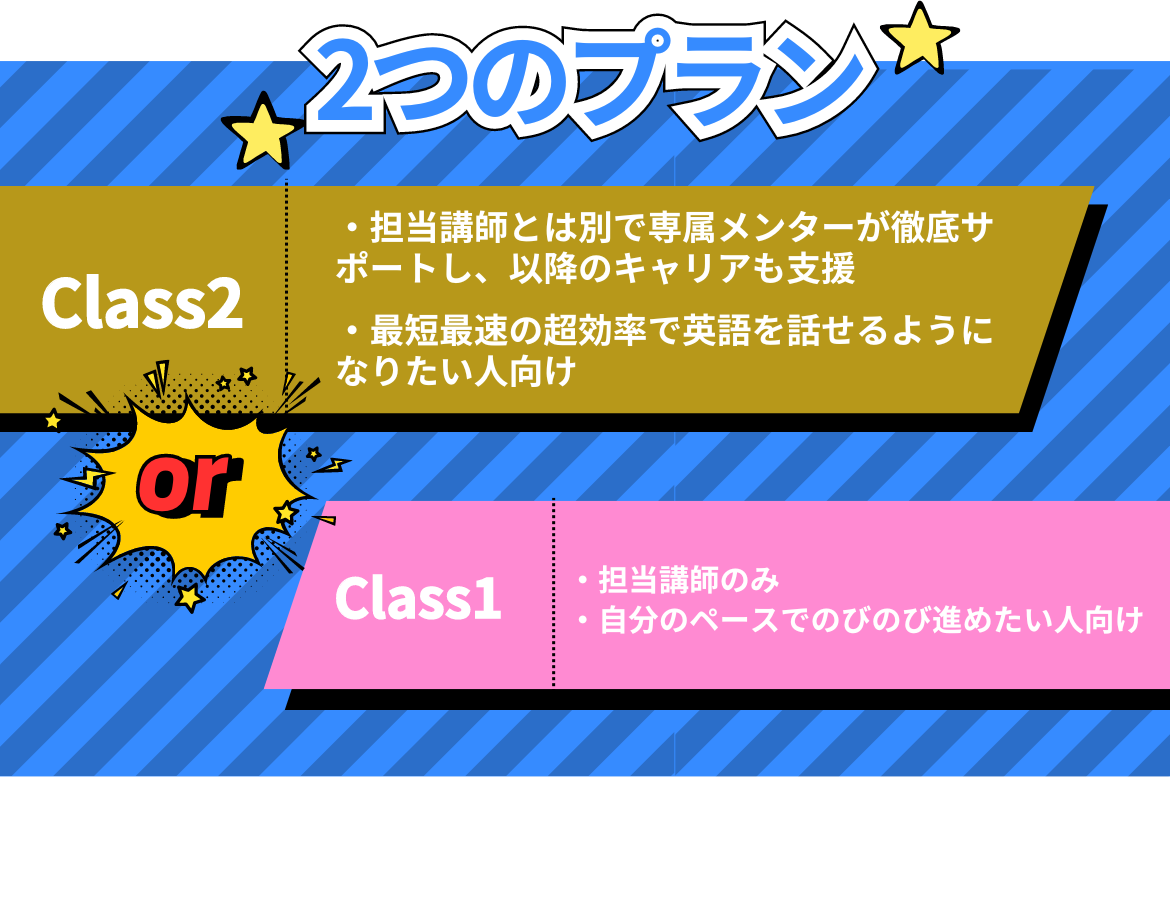 2つのプラン
Class2
・担当講師とは別で専属メンターが徹底サ
ポートし、以降のキャリアも支援
・最短最速の超効率で英語を話せるように
なりたい人向け
or
Class1
・担当講師のみ
・自分のペースでのびのび進めたい人向け